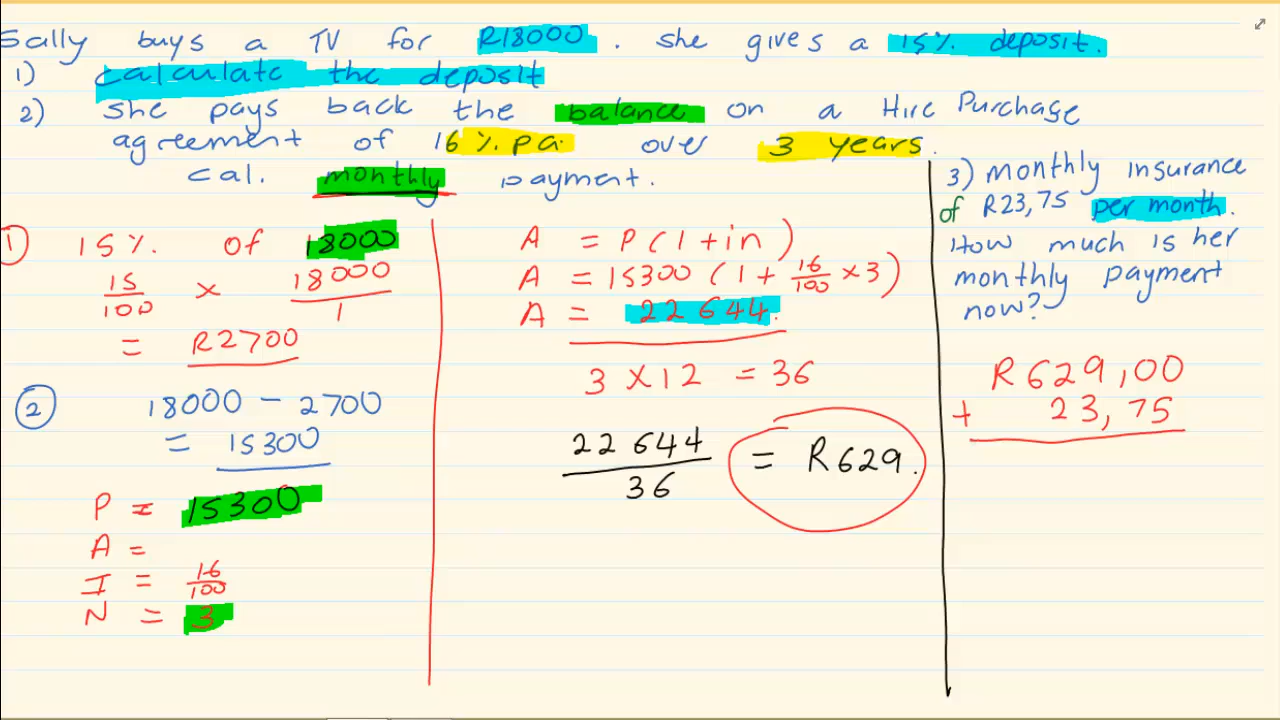 Sally buys a TV for R18000. she gives a 15% deposit.
1) calculate the deposit
2) she pays back the balance on a Hire Purchase
agreement of 16% pa over 3 years.
cal. monthly payment.
1 15% of 18000
15/100 × 18000/1
= R2700
2 18000 - 2700
= 15300
P = 15300
A =
I = 16/100
N = 3
A = P(1+in)
A = 15300 (1 + 16/100 × 3)
A = 22 644.
3 × 12 = 36
22 644/36 = R629.
3) monthly insurance
of R23,75 per month.
How much is her
monthly payment
now?
R629,00
+ 23,75